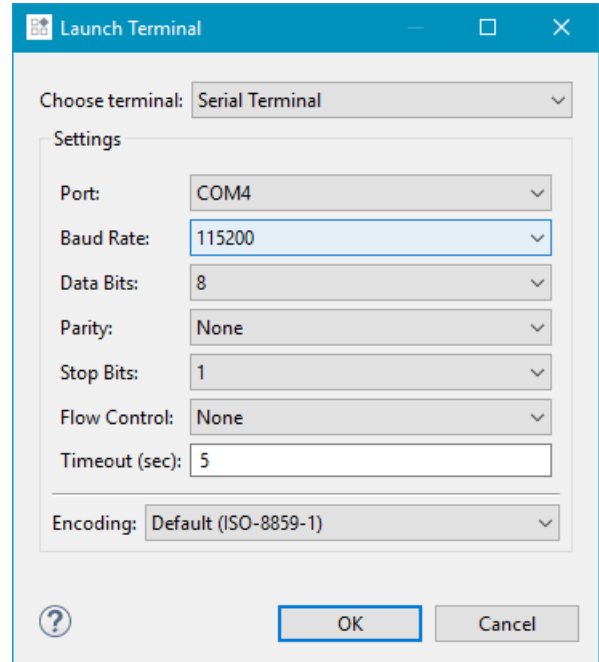 Launch Terminal
Choose terminal: Serial Terminal
Settings
Port: COM4
Baud Rate: 115200
Data Bits: 8
Parity: None
Stop Bits: 1
Flow Control: None
Timeout (sec): 5
Encoding: Default (ISO-8859-1)
? OK Cancel